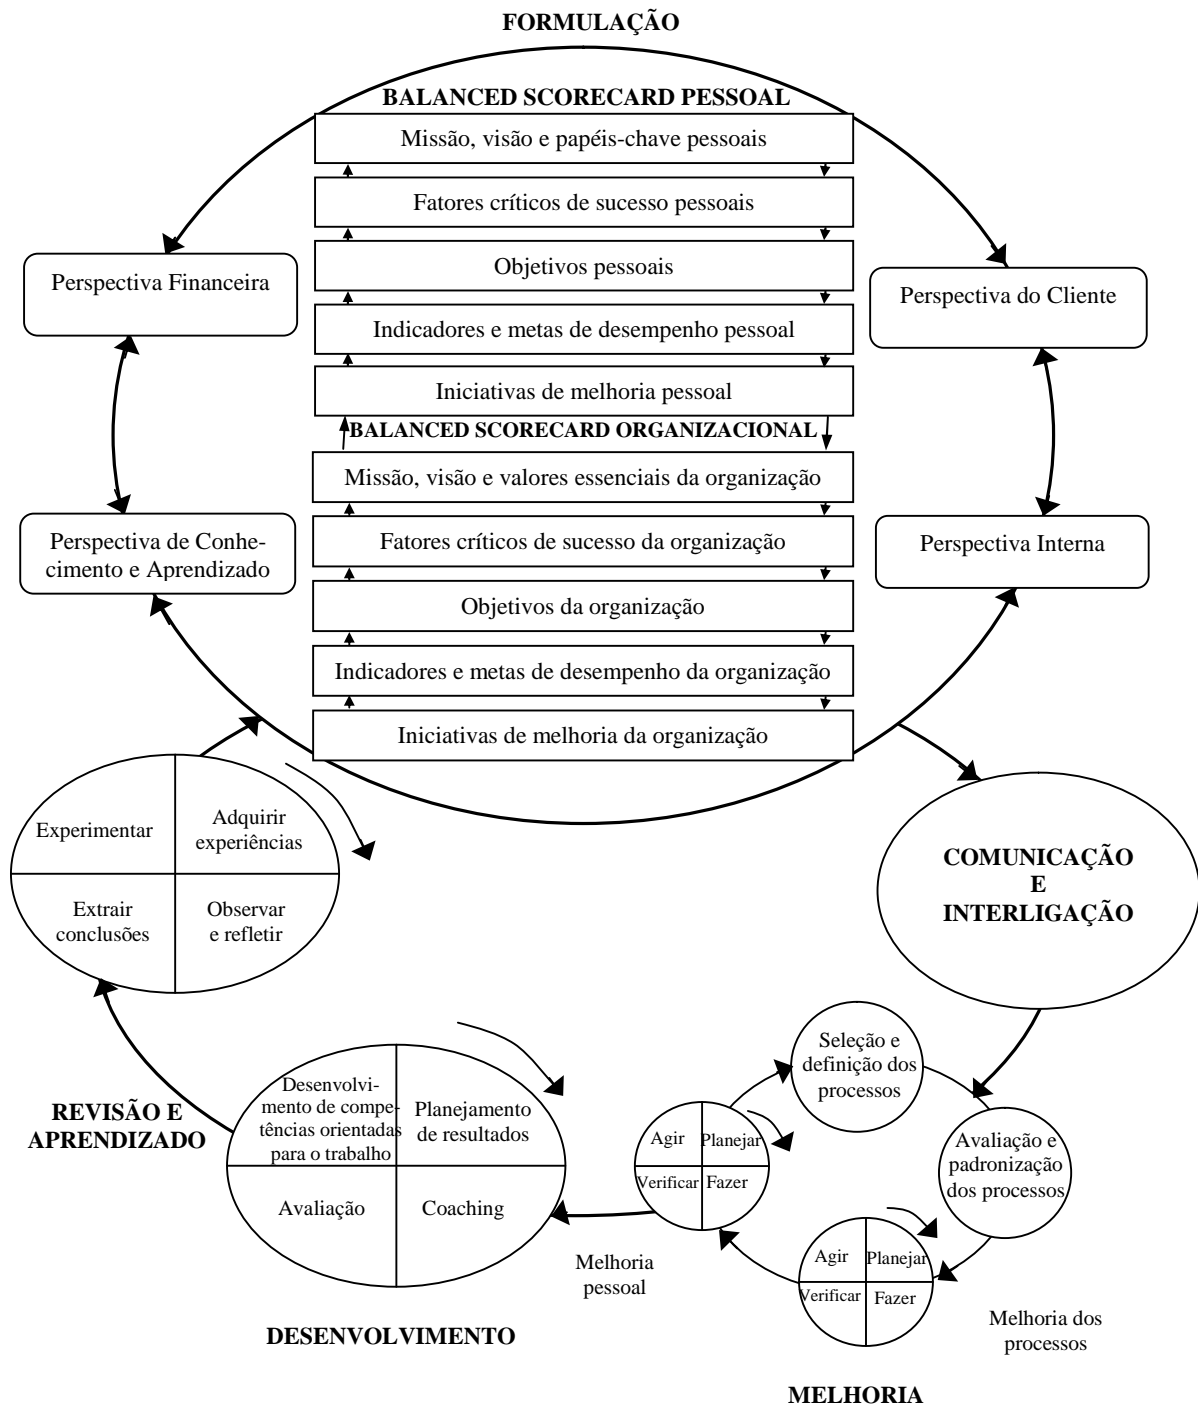 FORMULAÇÃO
BALANCED SCORECARD PESSOAL
Missão, visão e papéis-chave pessoais
Fatores críticos de sucesso pessoais
Objetivos pessoais
Indicadores e metas de desempenho pessoal
Iniciativas de melhoria pessoal
Perspectiva Financeira
Perspectiva do Cliente
BALANCED SCORECARD ORGANIZACIONAL
Missão, visão e valores essenciais da organização
Fatores críticos de sucesso da organização
Objetivos da organização
Indicadores e metas de desempenho da organização
Iniciativas de melhoria da organização
Perspectiva de Conhe-
cimento e Aprendizado
Perspectiva Interna
Experimentar
Adquirir
experiências
Extrair
conclusões
Observar
e refletir
COMUNICAÇÃO
E
INTERLIGAÇÃO
Seleção e
definição dos
processos
Avaliação e
padronização
dos processos
Agir
Planejar
Verificar
Fazer
Agir
Planejar
Verificar
Fazer
Melhoria dos
processos
MELHORIA
Melhoria
pessoal
Desenvolvi-
mento de compe-
tências orientadas
para o trabalho
Planejamento
de resultados
Avaliação
Coaching
DESENVOLVIMENTO
REVISÃO E
APRENDIZADO